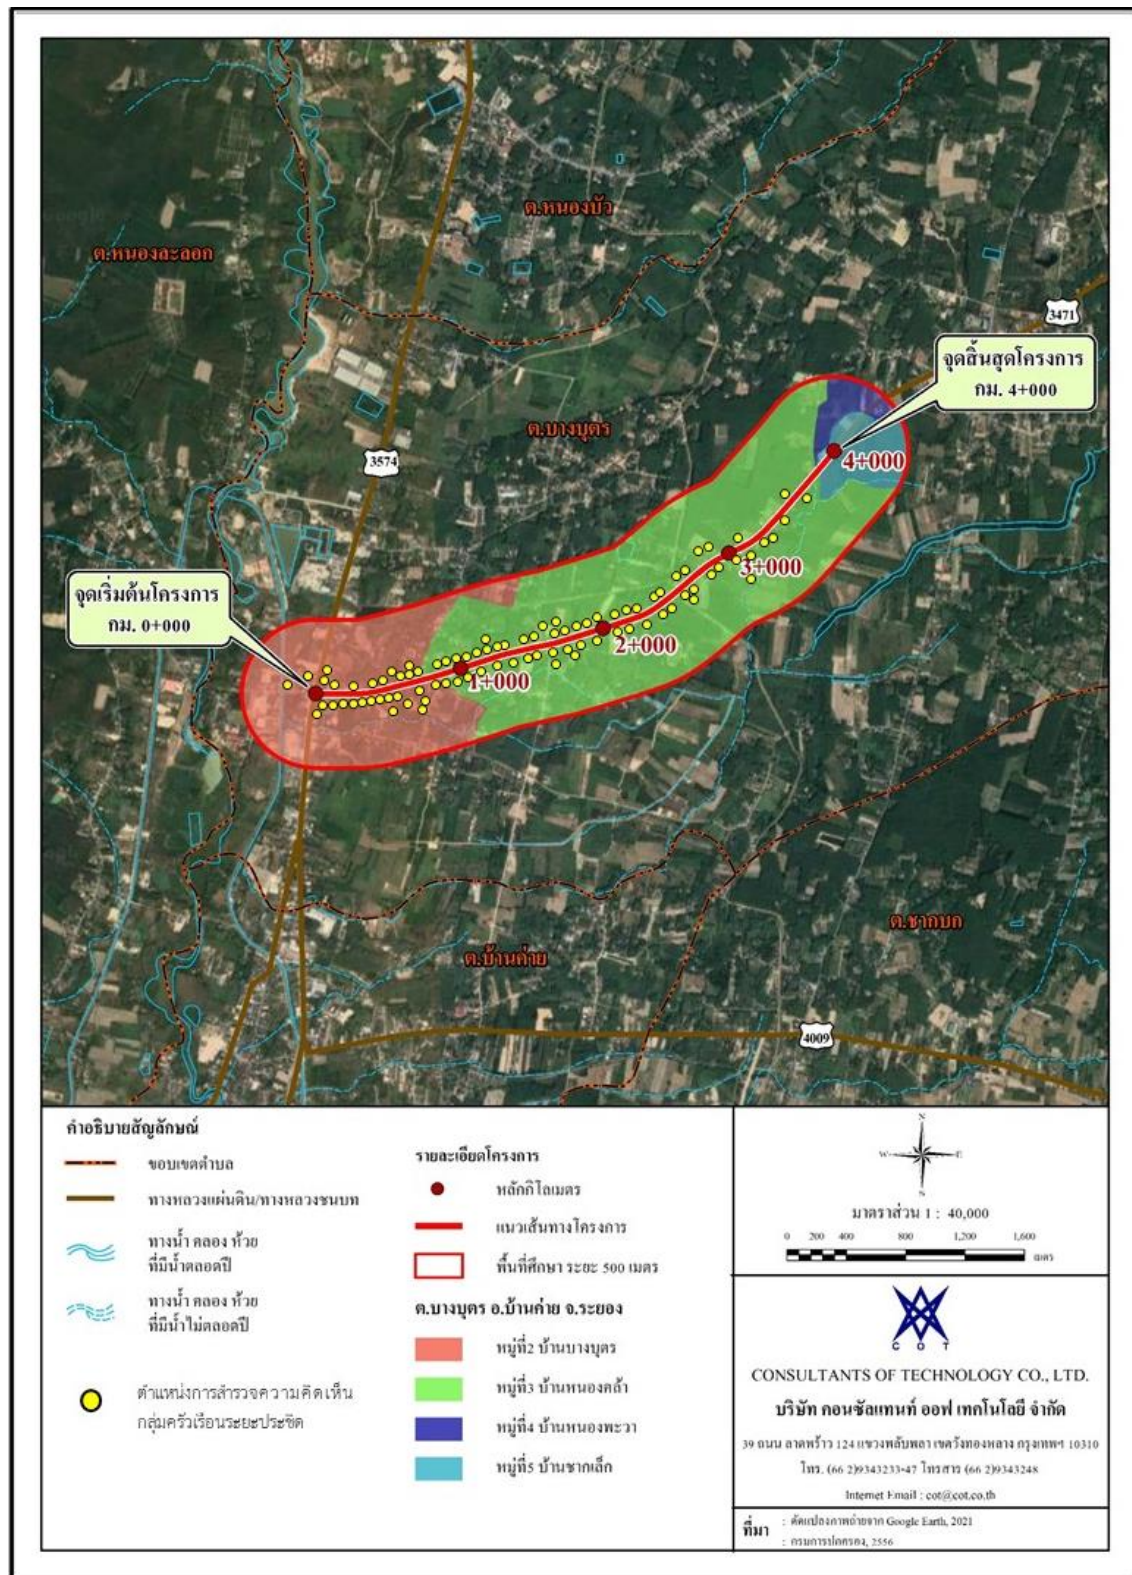 ต.หนองบัว
ต.หนองละลอก
3471
จุดสิ้นสุดโครงการ
กม. 4+000
ต.บางบุตร
3574
4+000
3+000
จุดเริ่มต้นโครงการ
กม. 0+000
2+000
1+000
ต.ชากบก
ต.บ้านค่าย
4009
คำอธิบายสัญลักษณ์
ขอบเขตตำบล
ทางหลวงแผ่นดิน/ทางหลวงชนบท
ทางน้ำ คลอง ห้วย
ที่มีน้ำตลอดปี
ทางน้ำ คลอง ห้วย
ที่มีน้ำไม่ตลอดปี
ตำแหน่งการสำรวจความคิดเห็น
กลุ่มครัวเรือนระยะประชิด
รายละเอียดโครงการ
หลักกิโลเมตร
แนวเส้นทางโครงการ
พื้นที่ศึกษา ระยะ 500 เมตร
ต.บางบุตร อ.บ้านค่าย จ.ระยอง
หมู่ที่2 บ้านบางบุตร
หมู่ที่3 บ้านหนองคล้า
หมู่ที่4 บ้านหนองพะวา
หมู่ที่5 บ้านชากเล็ก
N
W E
S
มาตราส่วน 1 : 40,000
0 200 400 800 1,200 1,600
เมตร
C O T
CONSULTANTS OF TECHNOLOGY CO., LTD.
บริษัท คอนซัลแทนท์ ออฟ เทคโนโลยี จำกัด
39 ถนน ลาดพร้าว 124 แขวงพลับพลา เขตวังทองหลาง กรุงเทพฯ 10310
โทร. (66 2)9343233-47 โทรสาร (66 2)9343248
Internet Email : cot@cot.co.th
ที่มา : ดัดแปลงภาพถ่ายจาก Google Earth, 2021
: กรมการปกครอง, 2556